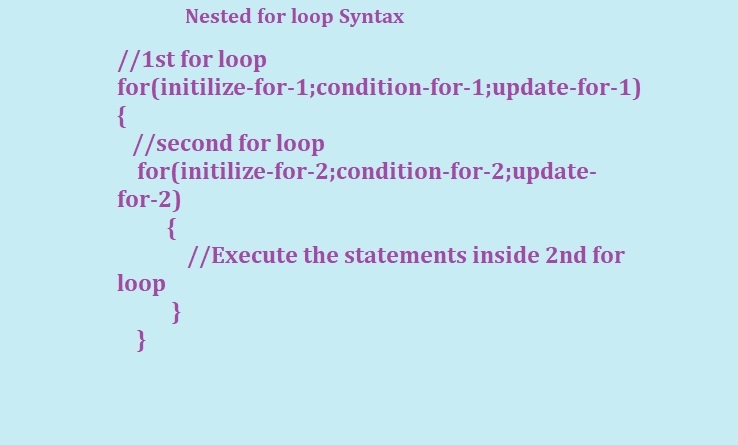 Nested for loop Syntax
//1st for loop
for(initilize-for-1;condition-for-1;update-for-1)
{
//second for loop
for(initilize-for-2;condition-for-2;update-
for-2)
{
//Execute the statements inside 2nd for
loop
}
}